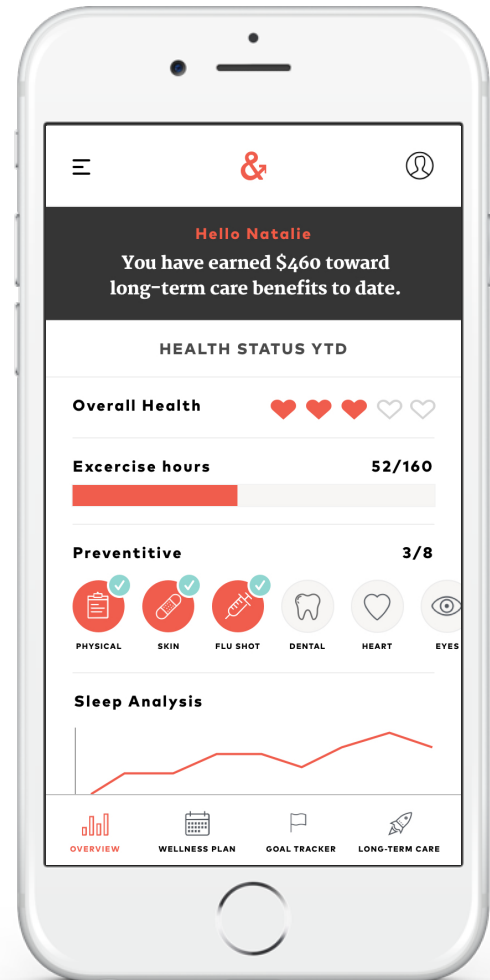 &
Hello Natalie
You have earned $460 toward
long-term care benefits to date.
HEALTH STATUS YTD
Overall Health
Excercise hours 52/160
Preventitive 3/8
PHYSICAL SKIN FLU SHOT DENTAL HEART EYES
Sleep Analysis
OVERVIEW WELLNESS PLAN GOAL TRACKER LONG-TERM CARE